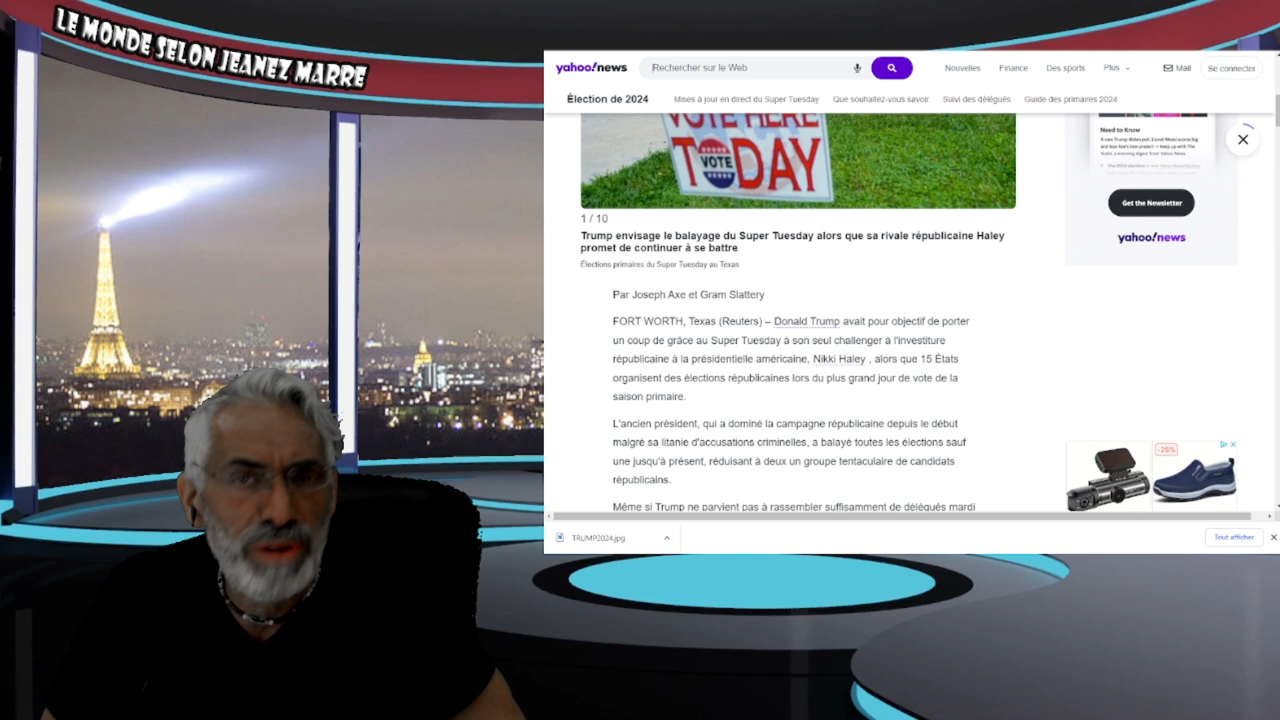 LE MONDE SELON JEANEZ MARRE
yahoo!news
Rechercher sur le Web
Nouvelles
Finance
Des sports
Plus
Mail
Se connecter
Élection de 2024
Mises à jour en direct du Super Tuesday
Que souhaitez-vous savoir
Suivi des délégués
Guide des primaires 2024
VOTE HERE
TODAY
VOTE
1 / 10
Trump envisage le balayage du Super Tuesday alors que sa rivale républicaine Haley
promet de continuer à se battre
Élections primaires du Super Tuesday au Texas
Par Joseph Axe et Gram Slattery
FORT WORTH, Texas (Reuters) – Donald Trump avait pour objectif de porter
un coup de grâce au Super Tuesday à son seul challenger à l'investiture
républicaine à la présidentielle américaine, Nikki Haley , alors que 15 États
organisent des élections républicaines lors du plus grand jour de vote de la
saison primaire.
L'ancien président, qui a dominé la campagne républicaine depuis le début
malgré sa litanie d'accusations criminelles, a balayé toutes les élections sauf
une jusqu'à présent, réduisant à deux un groupe tentaculaire de candidats
républicains.
Même si Trump ne parvient pas à rassembler suffisamment de délégués mardi
Need to Know
Get the Newsletter
yahoo!news
-25%
TRUMP2024.jpg
Tout afficher